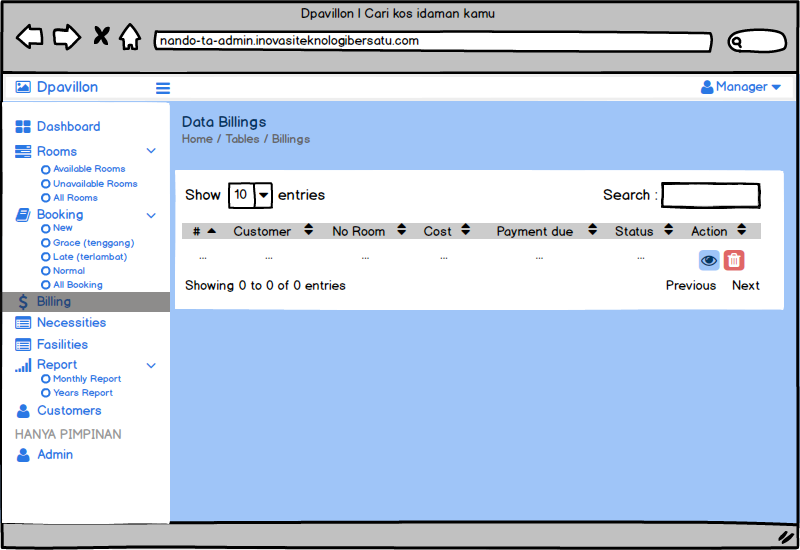 Dpavillon | Cari kos idaman kamu
nando-ta-admin.inovasiteknologibersatu.com
Dpavillon
Manager
Dashboard
Rooms
Available Rooms
Unavailable Rooms
All Rooms
Booking
New
Grace (tenggang)
Late (terlambat)
Normal
All Booking
Billing
Necessities
Fasilities
Report
Monthly Report
Years Report
Customers
HANYA PIMPINAN
Admin
Data Billings
Home / Tables / Billings
Show 10 entries
Search :
# Customer No Room Cost Payment due Status Action
... ... ... ... ... ...
Showing 0 to 0 of 0 entries
Previous Next